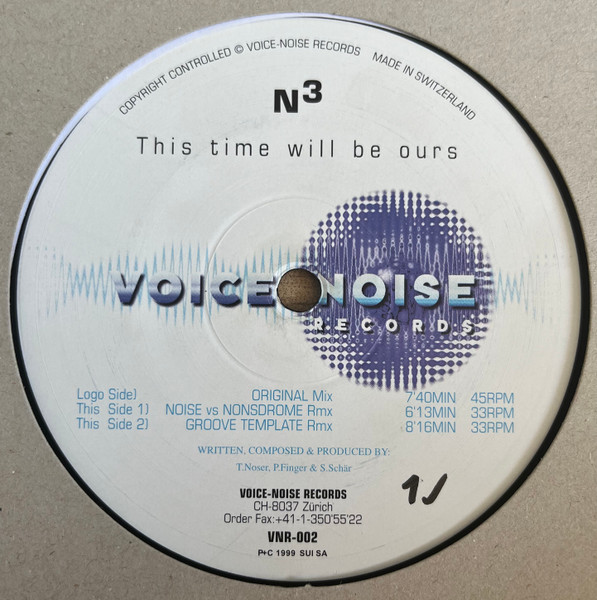 COPYRIGHT CONTROLLED © VOICE-NOISE RECORDS MADE IN SWITZERLAND
N³
This time will be ours
VOICE NOISE
RECORDS
Logo Side) ORIGINAL Mix 7'40MIN 45RPM
This Side 1) NOISE vs NONSDROME Rmx 6'13MIN 33RPM
This Side 2) GROOVE TEMPLATE Rmx 8'16MIN 33RPM
WRITTEN, COMPOSED & PRODUCED BY:
T.Noser, P.Finger & S.Schär
VOICE-NOISE RECORDS
CH-8037 Zürich
Order Fax:+41-1-350'55'22
VNR-002
P+C 1999 SUI SA